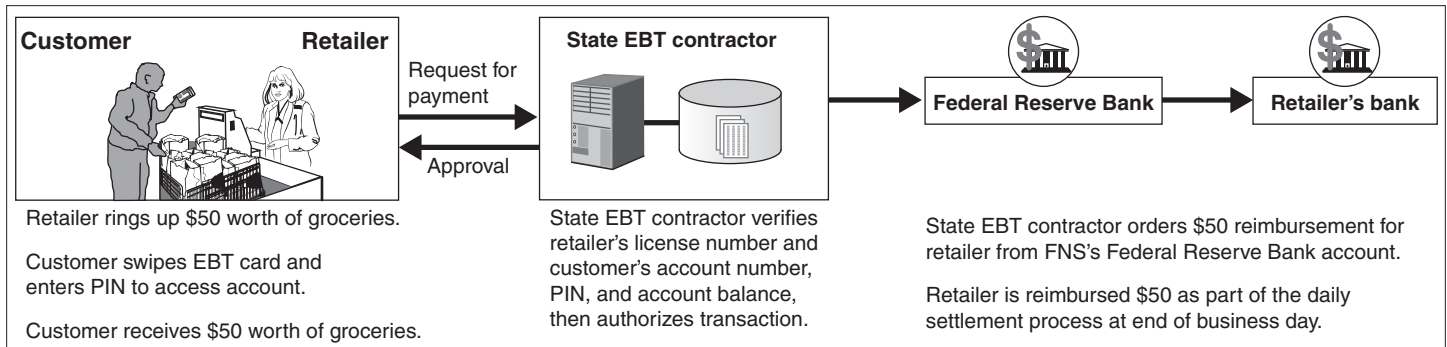 Customer
Retailer
Retailer rings up $50 worth of groceries.
Customer swipes EBT card and
enters PIN to access account.
Customer receives $50 worth of groceries.
Request for
payment
Approval
State EBT contractor
State EBT contractor verifies
retailer's license number and
customer's account number,
PIN, and account balance,
then authorizes transaction.
$
Federal Reserve Bank
$
Retailer's bank
State EBT contractor orders $50 reimbursement for
retailer from FNS's Federal Reserve Bank account.
Retailer is reimbursed $50 as part of the daily
settlement process at end of business day.